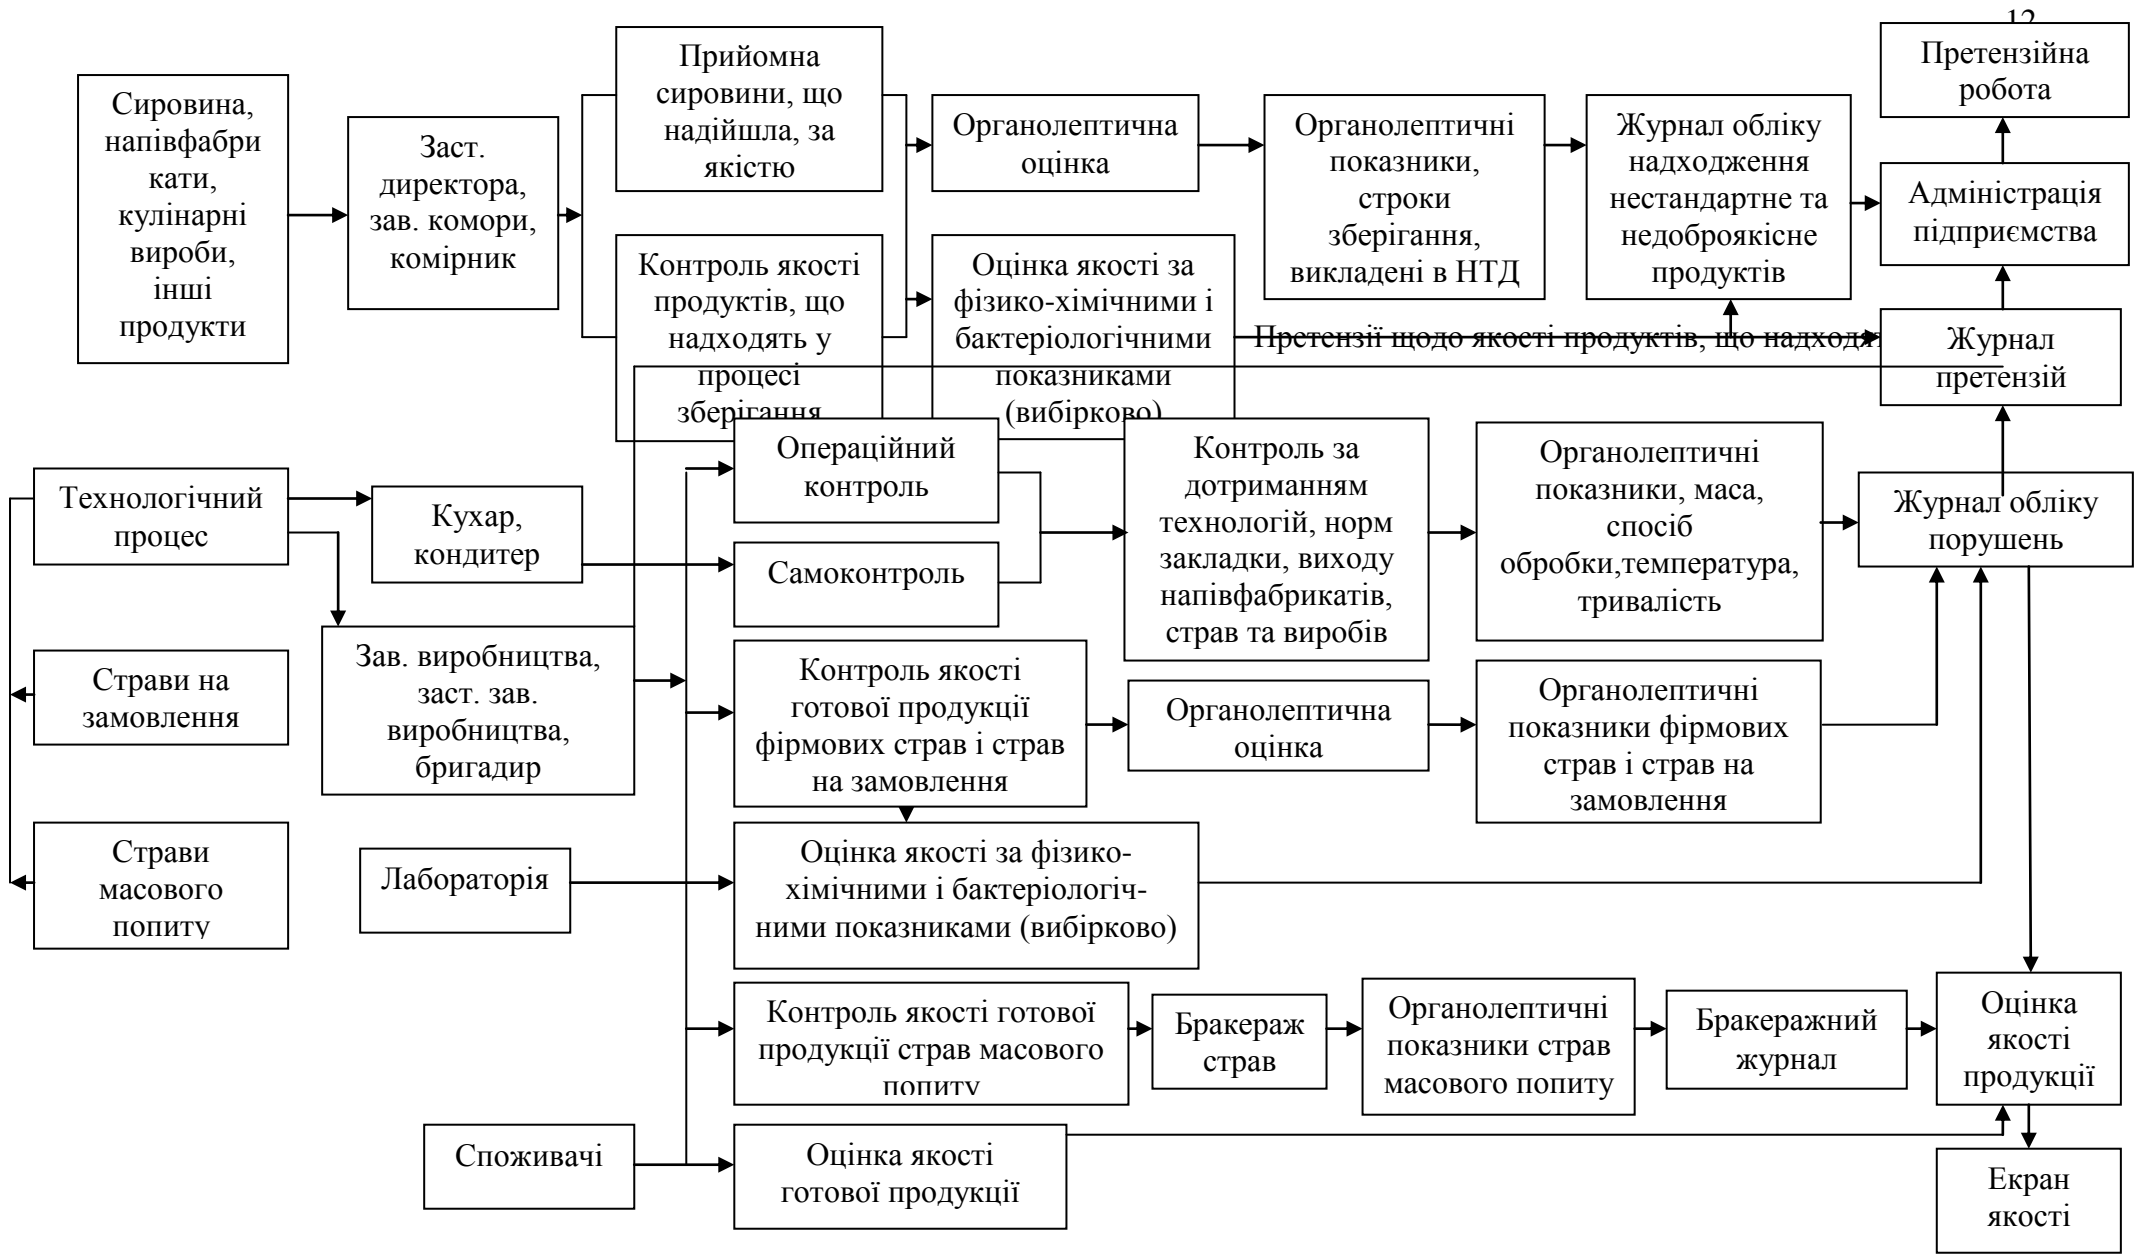 12
Претензійна
робота
Прийомна
сировини, що
надійшла, за
якістю
Сировина,
напівфабри
кати,
кулінарні
вироби,
інші
продукти
Заст.
директора,
зав. комори,
комірник
Органолептична
оцінка
Органолептичні
показники,
строки
зберігання,
викладені в НТД
Журнал обліку
надходження
нестандартне та
недоброякісне
продуктів
Адміністрація
підприємства
Контроль якості
продуктів, що
надходять у
процесі
зберігання
Оцінка якості за
фізико-хімічними і
бактеріологічними
показниками
(вибірково)
Претензії щодо якості продуктів, що надходят
Журнал
претензій
Операційний
контроль
Контроль за
дотриманням
технологій, норм
закладки, виходу
напівфабрикатів,
страв та виробів
Органолептичні
показники, маса,
спосіб
обробки,температура,
тривалість
Журнал обліку
порушень
Технологічний
процес
Кухар,
кондитер
Самоконтроль
Страви на
замовлення
Зав. виробництва,
заст. зав.
виробництва,
бригадир
Контроль якості
готової продукції
фірмових страв і страв
на замовлення
Органолептична
оцінка
Органолептичні
показники фірмових
страв і страв на
замовлення
Страви
масового
попиту
Лабораторія
Оцінка якості за фізико-
хімічними і бактеріологіч-
ними показниками (вибірково)
Контроль якості готової
продукції страв масового
попиту
Бракераж
страв
Органолептичні
показники страв
масового попиту
Бракеражний
журнал
Оцінка
якості
продукції
Споживачі
Оцінка якості
готової продукції
Екран
якості